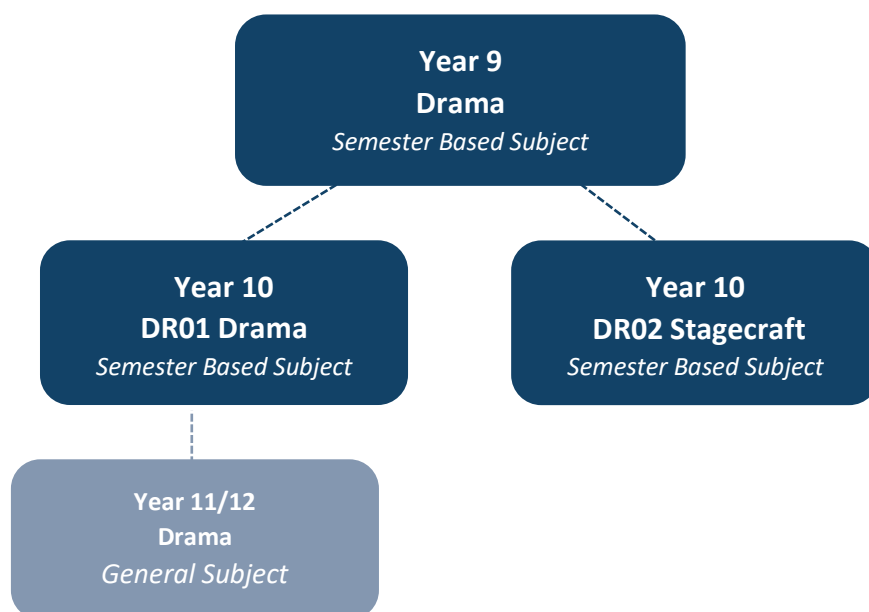 Year 9
Drama
Semester Based Subject
Year 10
DR01 Drama
Semester Based Subject
Year 10
DR02 Stagecraft
Semester Based Subject
Year 11/12
Drama
General Subject